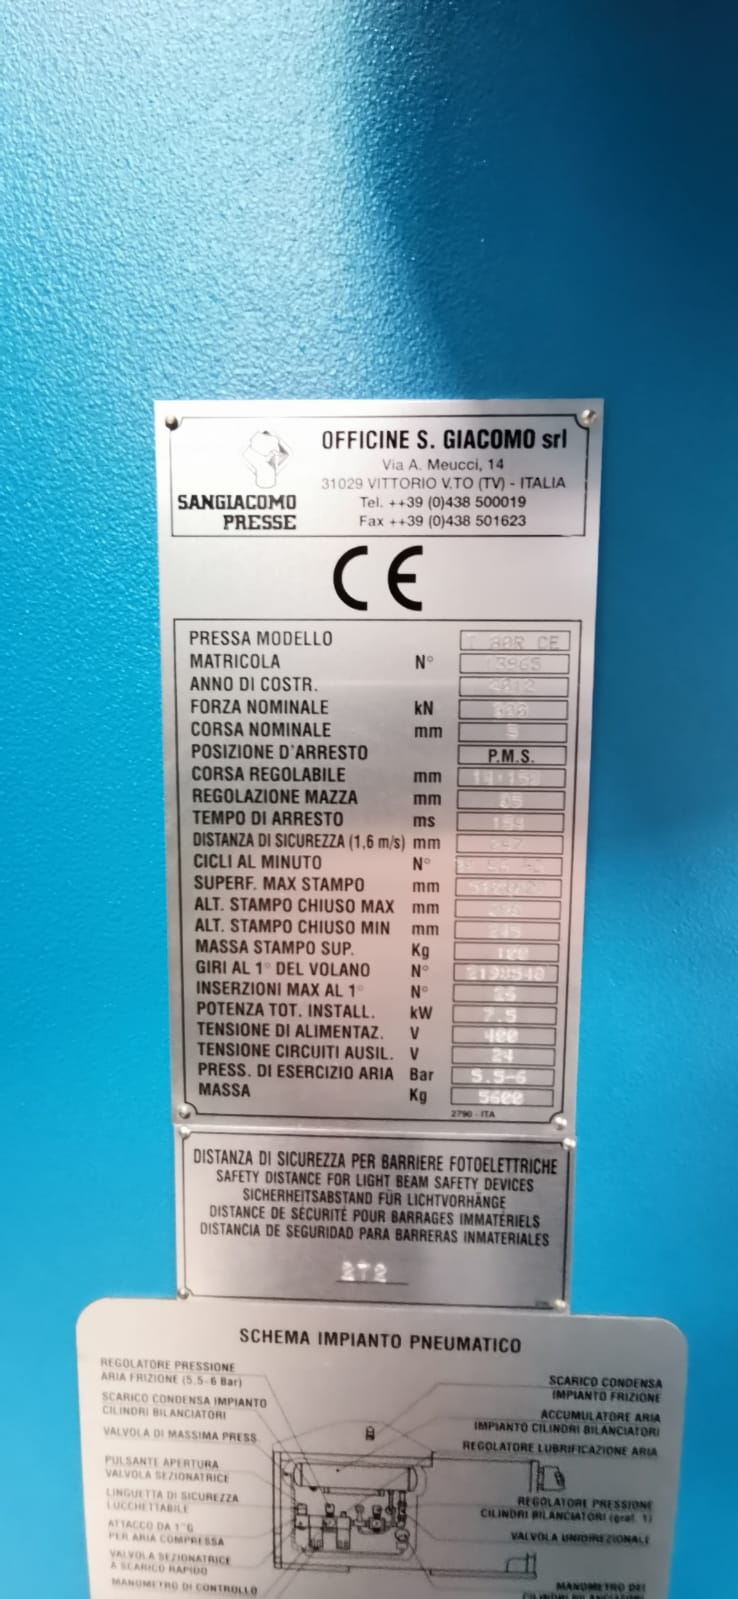 SANGIACOMO
PRESSE
OFFICINE S. GIACOMO srl
Via A. Meucci, 14
31029 VITTORIO V.TO (TV) - ITALIA
Tel. ++39 (0)438 500019
Fax ++39 (0)438 501623
CE
PRESSA MODELLO CE
MATRICOLA N°
ANNO DI COSTR.
FORZA NOMINALE kN
CORSA NOMINALE mm
POSIZIONE D'ARRESTO P.M.S.
CORSA REGOLABILE mm
REGOLAZIONE MAZZA mm
TEMPO DI ARRESTO ms
DISTANZA DI SICUREZZA (1,6 m/s) mm
CICLI AL MINUTO N°
SUPERF. MAX STAMPO mm
ALT. STAMPO CHIUSO MAX mm
ALT. STAMPO CHIUSO MIN mm
MASSA STAMPO SUP. Kg
GIRI AL 1° DEL VOLANO N°
INSERZIONI MAX AL 1° N°
POTENZA TOT. INSTALL. kW 7.5
TENSIONE DI ALIMENTAZ. V 400
TENSIONE CIRCUITI AUSIL. V 24
PRESS. DI ESERCIZIO ARIA Bar 5.5-6
MASSA Kg 5600
2790 - ITA
DISTANZA DI SICUREZZA PER BARRIERE FOTOELETTRICHE
SAFETY DISTANCE FOR LIGHT BEAM SAFETY DEVICES
SICHERHEITSABSTAND FÜR LICHTVORHÄNGE
DISTANCE DE SÉCURITÉ POUR BARRAGES IMMATÉRIELS
DISTANCIA DE SEGURIDAD PARA BARRERAS INMATERIALES
SCHEMA IMPIANTO PNEUMATICO
REGOLATORE PRESSIONE
ARIA FRIZIONE (5.5-6 Bar)
SCARICO CONDENSA IMPIANTO
CILINDRI BILANCIATORI
VALVOLA DI MASSIMA PRESS.
PULSANTE APERTURA
VALVOLA SEZIONATRICE
LINGUETTA DI SICUREZZA
LUCCHETTABILE
ATTACCO DA 1"G
PER ARIA COMPRESSA
VALVOLA SEZIONATRICE
A SCARICO RAPIDO
MANOMETRO DI CONTROLLO
SCARICO CONDENSA
IMPIANTO FRIZIONE
ACCUMULATORE ARIA
IMPIANTO CILINDRI BILANCIATORI
REGOLATORE LUBRIFICAZIONE ARIA
REGOLATORE PRESSIONE
CILINDRI BILANCIATORI (graf. 1)
VALVOLA UNIDIREZIONALE
MANOMETRO DEI
CILINDRI BILANCIATORI